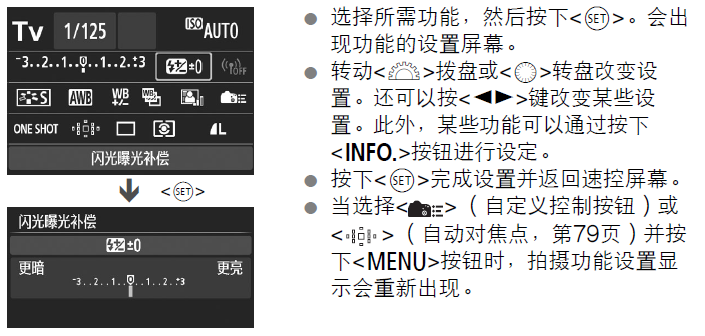 Tv 1/125 ISO AUTO
-3..2..1..0..1..2.:3 ±0 OFF
S AWB WB +/-
ONE SHOT L
闪光曝光补偿
<SET>
闪光曝光补偿
±0
更暗 更亮
-3..2..1..0..1..2.:3
● 选择所需功能，然后按下<SET>。会出
现功能的设置屏幕。
● 转动< >拨盘或< >转盘改变设
置。还可以按<◀▶>键改变某些设
置。此外，某些功能可以通过按下
<INFO.>按钮进行设定。
● 按下<SET>完成设置并返回速控屏幕。
● 当选择< >（自定义控制按钮）或
< >（自动对焦点，第79页）并按
下<MENU>按钮时，拍摄功能设置显
示会重新出现。